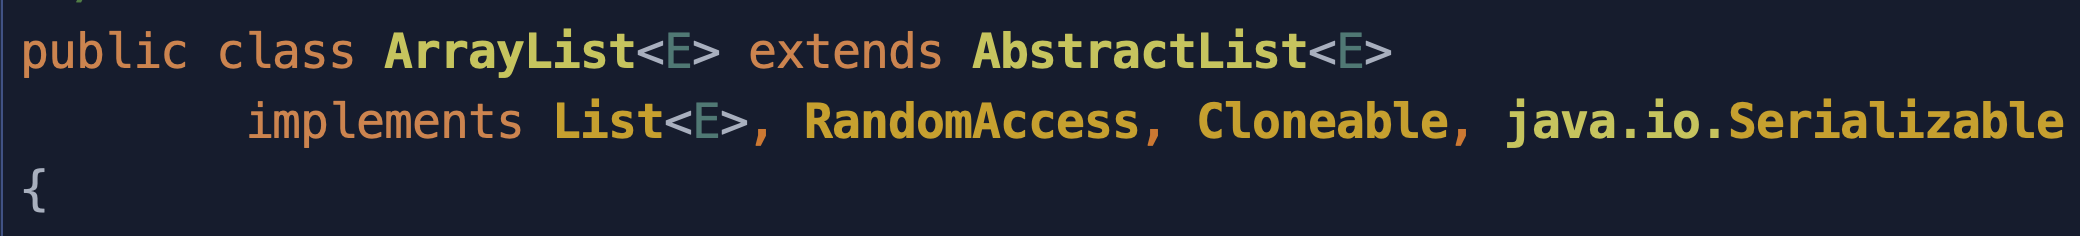 public class ArrayList<E> extends AbstractList<E>
implements List<E>, RandomAccess, Cloneable, java.io.Serializable
{